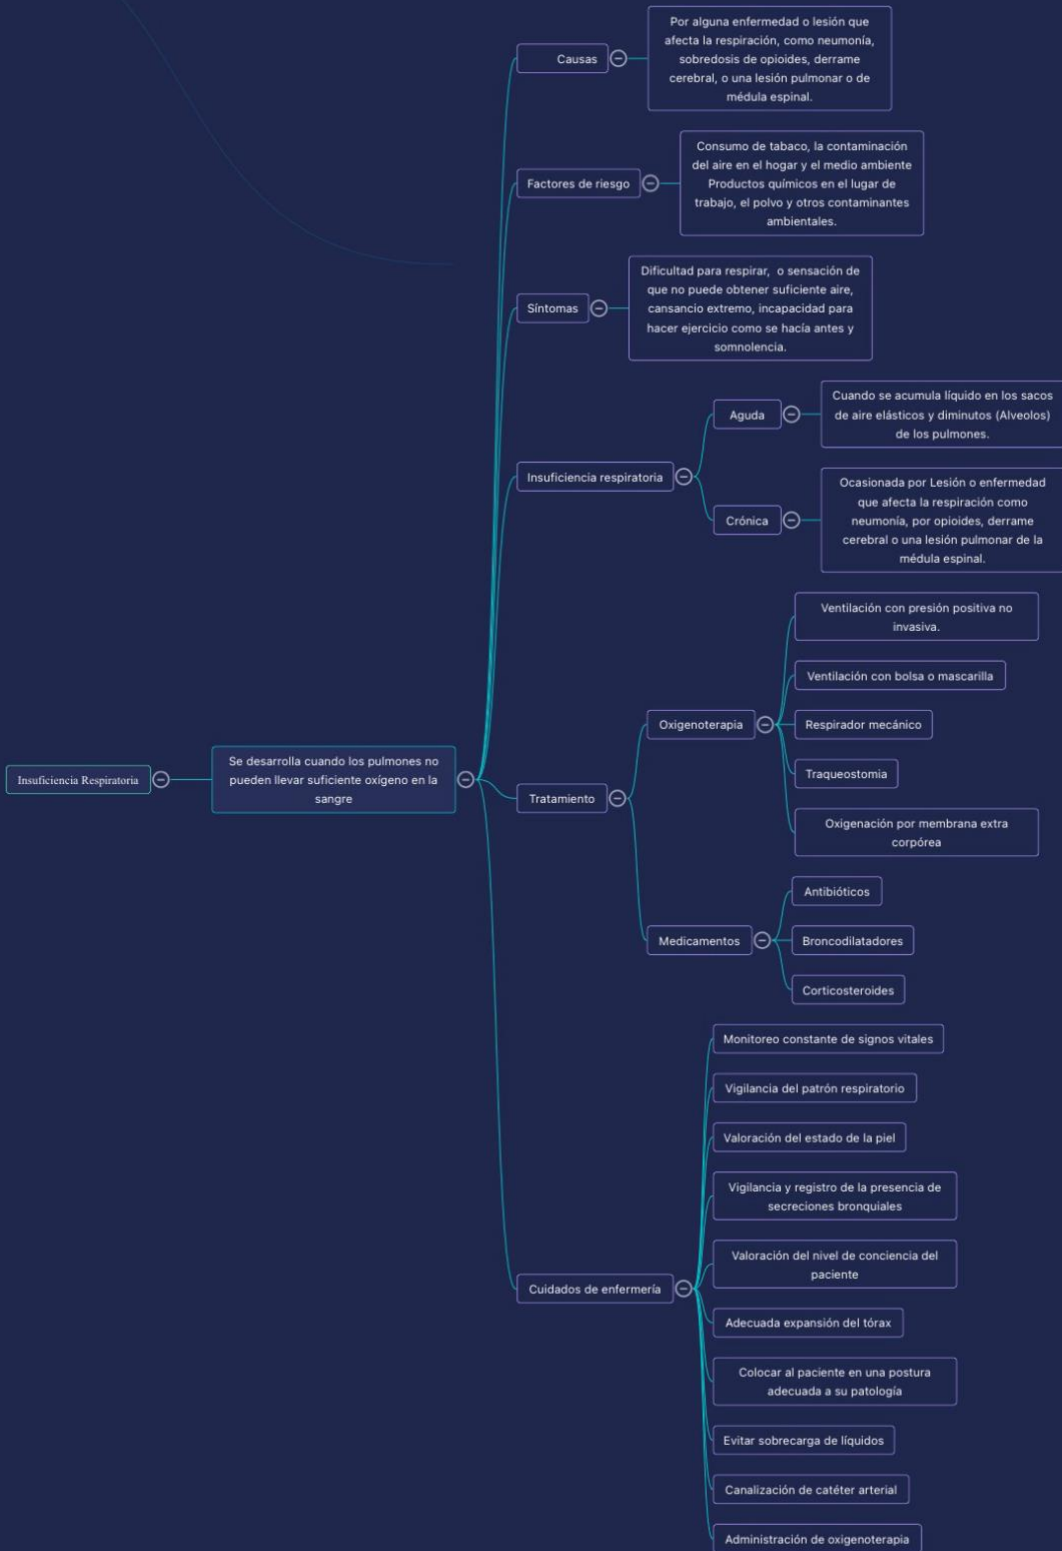 Insuficiencia Respiratoria
Se desarrolla cuando los pulmones no
pueden llevar suficiente oxígeno en la
sangre
Causas
Por alguna enfermedad o lesión que
afecta la respiración, como neumonía,
sobredosis de opioides, derrame
cerebral, o una lesión pulmonar o de
médula espinal.
Factores de riesgo
Consumo de tabaco, la contaminación
del aire en el hogar y el medio ambiente
Productos químicos en el lugar de
trabajo, el polvo y otros contaminantes
ambientales.
Síntomas
Dificultad para respirar, o sensación de
que no puede obtener suficiente aire,
cansancio extremo, incapacidad para
hacer ejercicio como se hacía antes y
somnolencia.
Insuficiencia respiratoria
Aguda
Cuando se acumula líquido en los sacos
de aire elásticos y diminutos (Alveolos)
de los pulmones.
Crónica
Ocasionada por Lesión o enfermedad
que afecta la respiración como
neumonía, por opioides, derrame
cerebral o una lesión pulmonar de la
médula espinal.
Tratamiento
Oxigenoterapia
Ventilación con presión positiva no
invasiva.
Ventilación con bolsa o mascarilla
Respirador mecánico
Traqueostomia
Oxigenación por membrana extra
corpórea
Medicamentos
Antibióticos
Broncodilatadores
Corticosteroides
Cuidados de enfermería
Monitoreo constante de signos vitales
Vigilancia del patrón respiratorio
Valoración del estado de la piel
Vigilancia y registro de la presencia de
secreciones bronquiales
Valoración del nivel de conciencia del
paciente
Adecuada expansión del tórax
Colocar al paciente en una postura
adecuada a su patología
Evitar sobrecarga de líquidos
Canalización de catéter arterial
Administración de oxigenoterapia